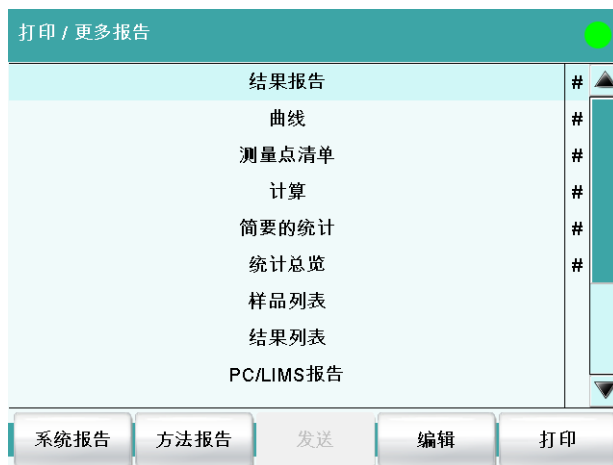 打印 / 更多报告
结果报告 #
曲线 #
测量点清单 #
计算 #
简要的统计 #
统计总览 #
样品列表
结果列表
PC/LIMS报告
系统报告 方法报告 发送 编辑 打印